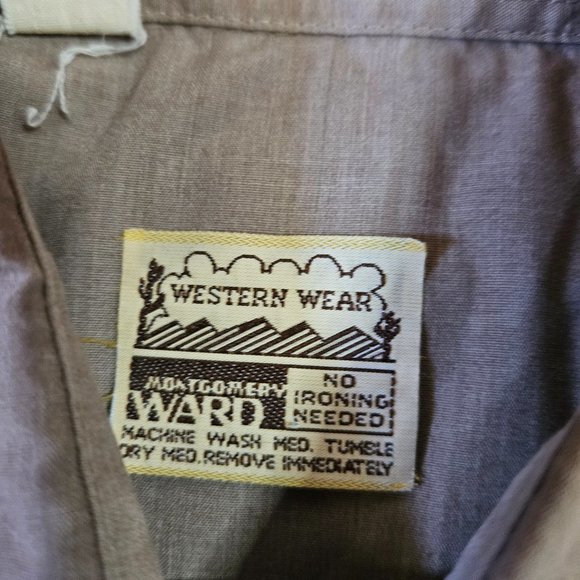 WESTERN WEAR
MONTGOMERY
WARD
NO
IRONING
NEEDED
MACHINE WASH MED. TUMBLE
DRY MED. REMOVE IMMEDIATELY